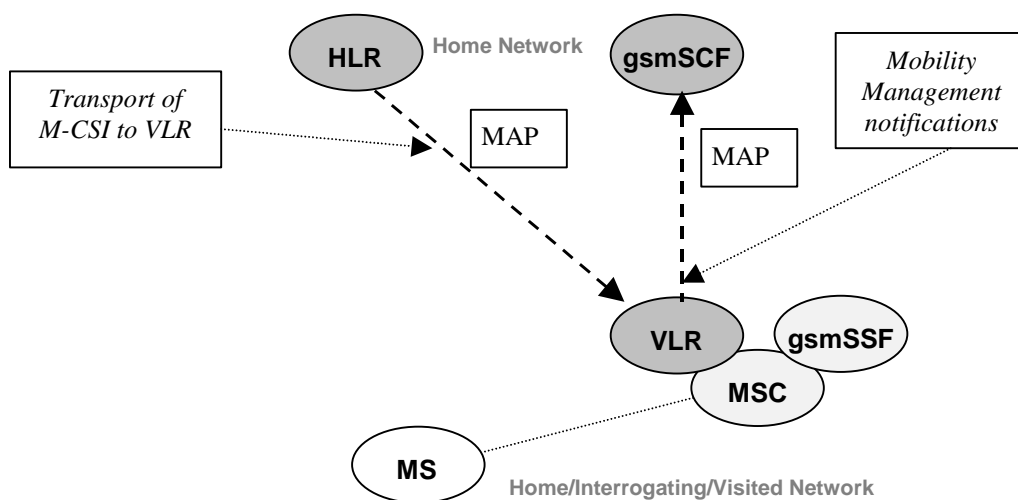 HLR
Home Network
gsmSCF
Mobility
Management
notifications
Transport of
M-CSI to VLR
MAP
MAP
VLR
gsmSSF
MSC
MS
Home/Interrogating/Visited Network